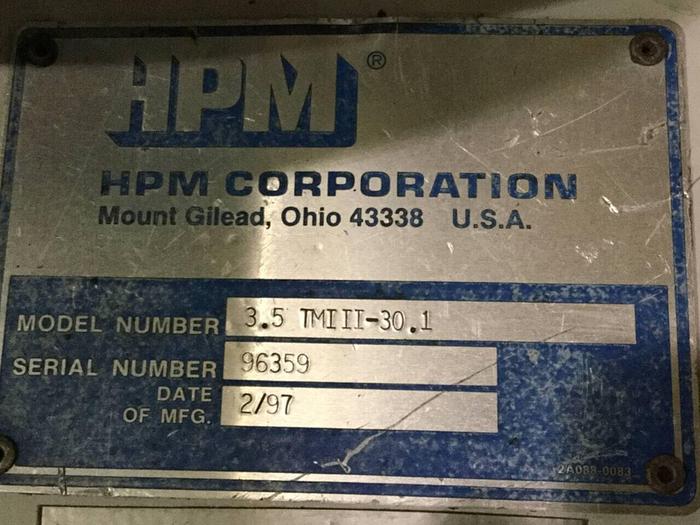 HPM®
HPM CORPORATION
Mount Gilead, Ohio 43338 U.S.A.
MODEL NUMBER 3.5 TMIII-30.1
SERIAL NUMBER 96359
DATE
OF MFG. 2/97
2A088-0083